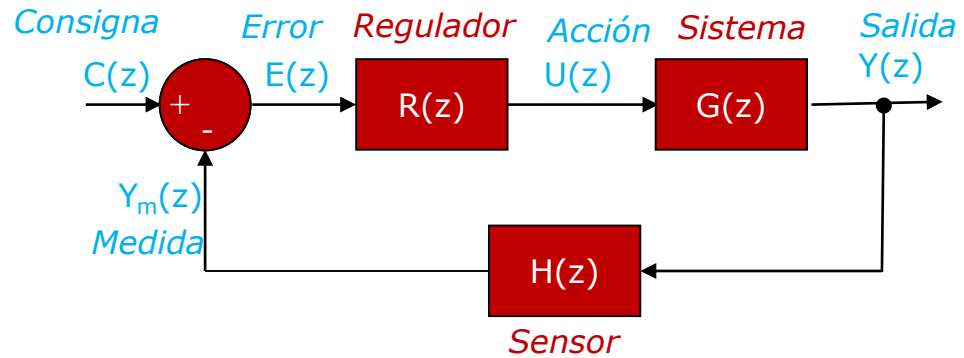 Consigna
Error
Regulador
Acción
Sistema
Salida
C(z)
E(z)
U(z)
Y(z)
+
-
R(z)
G(z)
Yₘ(z)
Medida
H(z)
Sensor